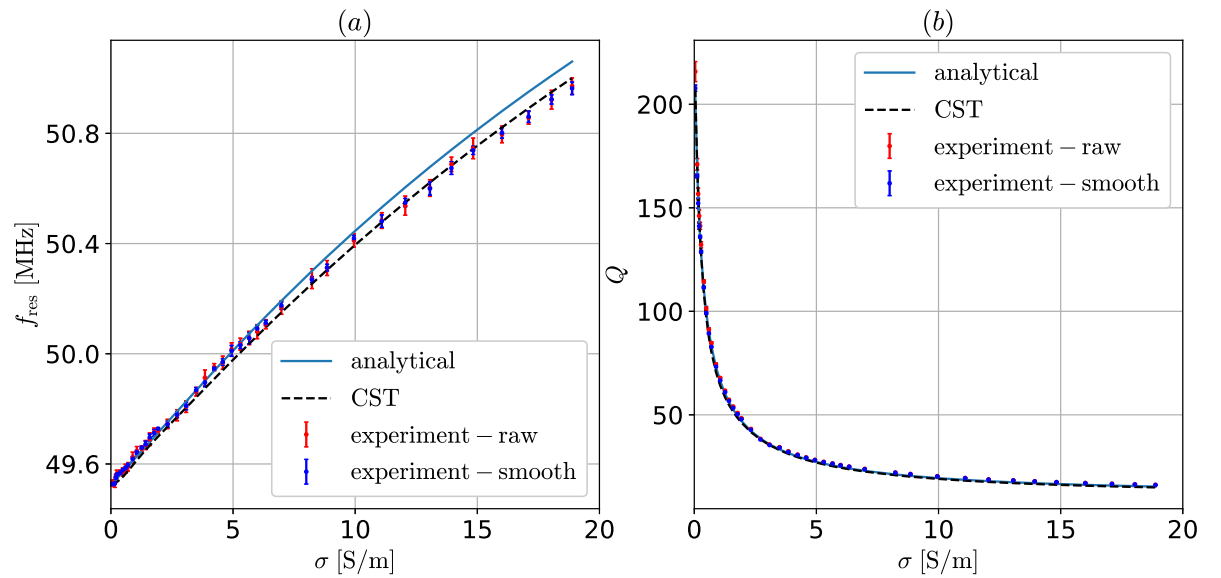 (a)
50.8
50.4
50.0
49.6
f_res [MHz]
analytical
CST
experiment − raw
experiment − smooth
0 5 10 15 20
σ [S/m]
(b)
200
150
100
50
Q
analytical
CST
experiment − raw
experiment − smooth
0 5 10 15 20
σ [S/m]